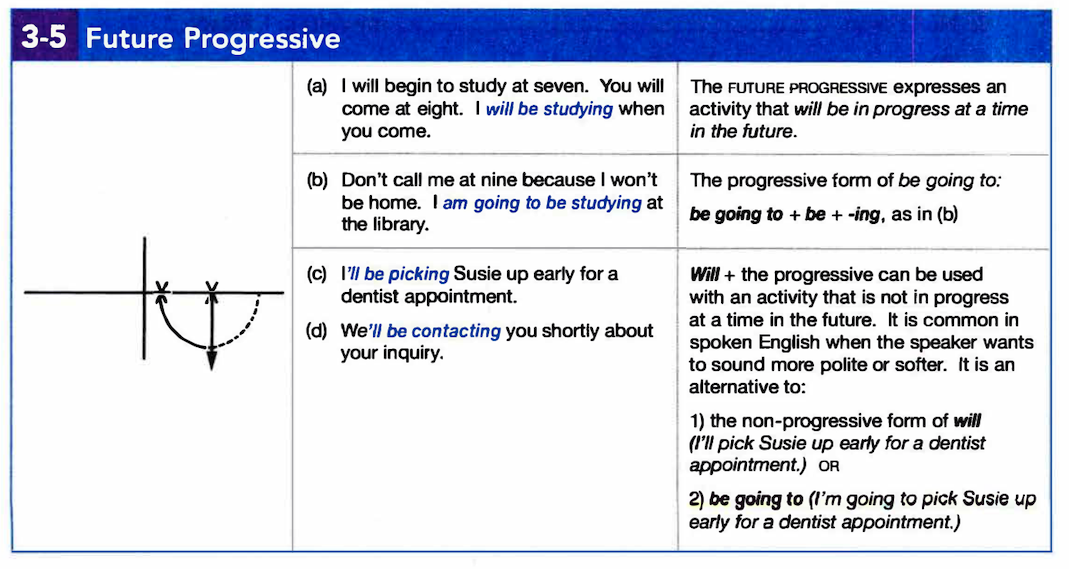 3-5 Future Progressive
(a) I will begin to study at seven. You will
come at eight. I will be studying when
you come.
The FUTURE PROGRESSIVE expresses an
activity that will be in progress at a time
in the future.
(b) Don't call me at nine because I won't
be home. I am going to be studying at
the library.
The progressive form of be going to:
be going to + be + -ing, as in (b)
(c) I'll be picking Susie up early for a
dentist appointment.
(d) We'll be contacting you shortly about
your inquiry.
Will + the progressive can be used
with an activity that is not in progress
at a time in the future. It is common in
spoken English when the speaker wants
to sound more polite or softer. It is an
alternative to:
1) the non-progressive form of will
(I'll pick Susie up early for a dentist
appointment.) OR
2) be going to (I'm going to pick Susie up
early for a dentist appointment.)